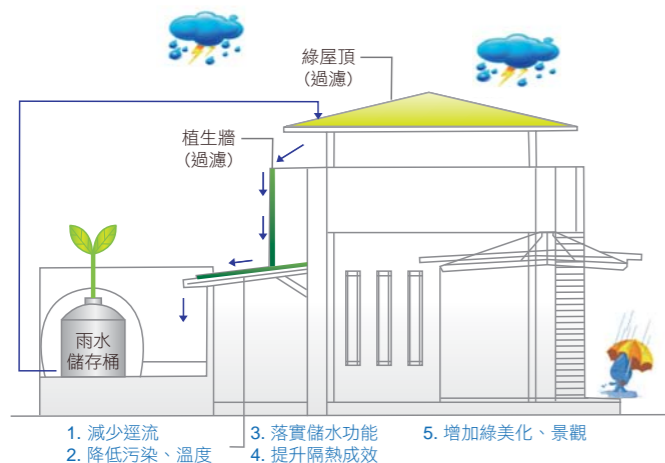 綠屋頂
(過濾)
植生牆
(過濾)
雨水
儲存桶
1. 減少逕流
2. 降低污染、溫度
3. 落實儲水功能
4. 提升隔熱成效
5. 增加綠美化、景觀